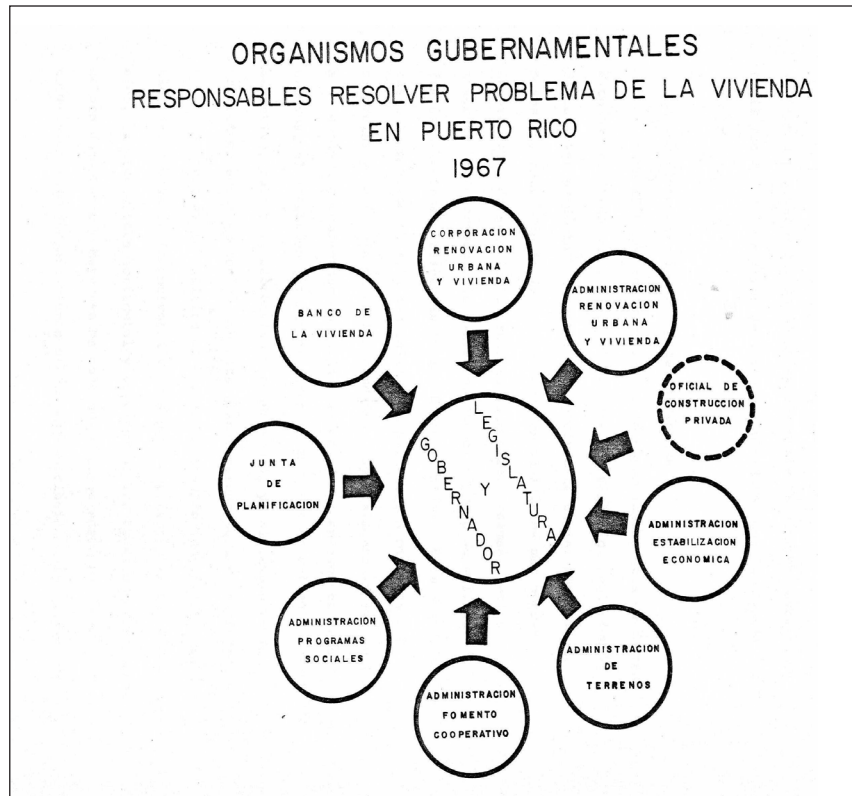 ORGANISMOS GUBERNAMENTALES
RESPONSABLES RESOLVER PROBLEMA DE LA VIVIENDA
EN PUERTO RICO
1967
CORPORACION
RENOVACION
URBANA
Y VIVIENDA
ADMINISTRACION
RENOVACION
URBANA
Y VIVIENDA
BANCO DE
LA VIVIENDA
OFICIAL DE
CONSTRUCCION
PRIVADA
GOBERNADOR
Y
LEGISLATURA
JUNTA
DE
PLANIFICACION
ADMINISTRACION
ESTABILIZACION
ECONOMICA
ADMINISTRACION
PROGRAMAS
SOCIALES
ADMINISTRACION
DE
TERRENOS
ADMINISTRACION
FOMENTO
COOPERATIVO